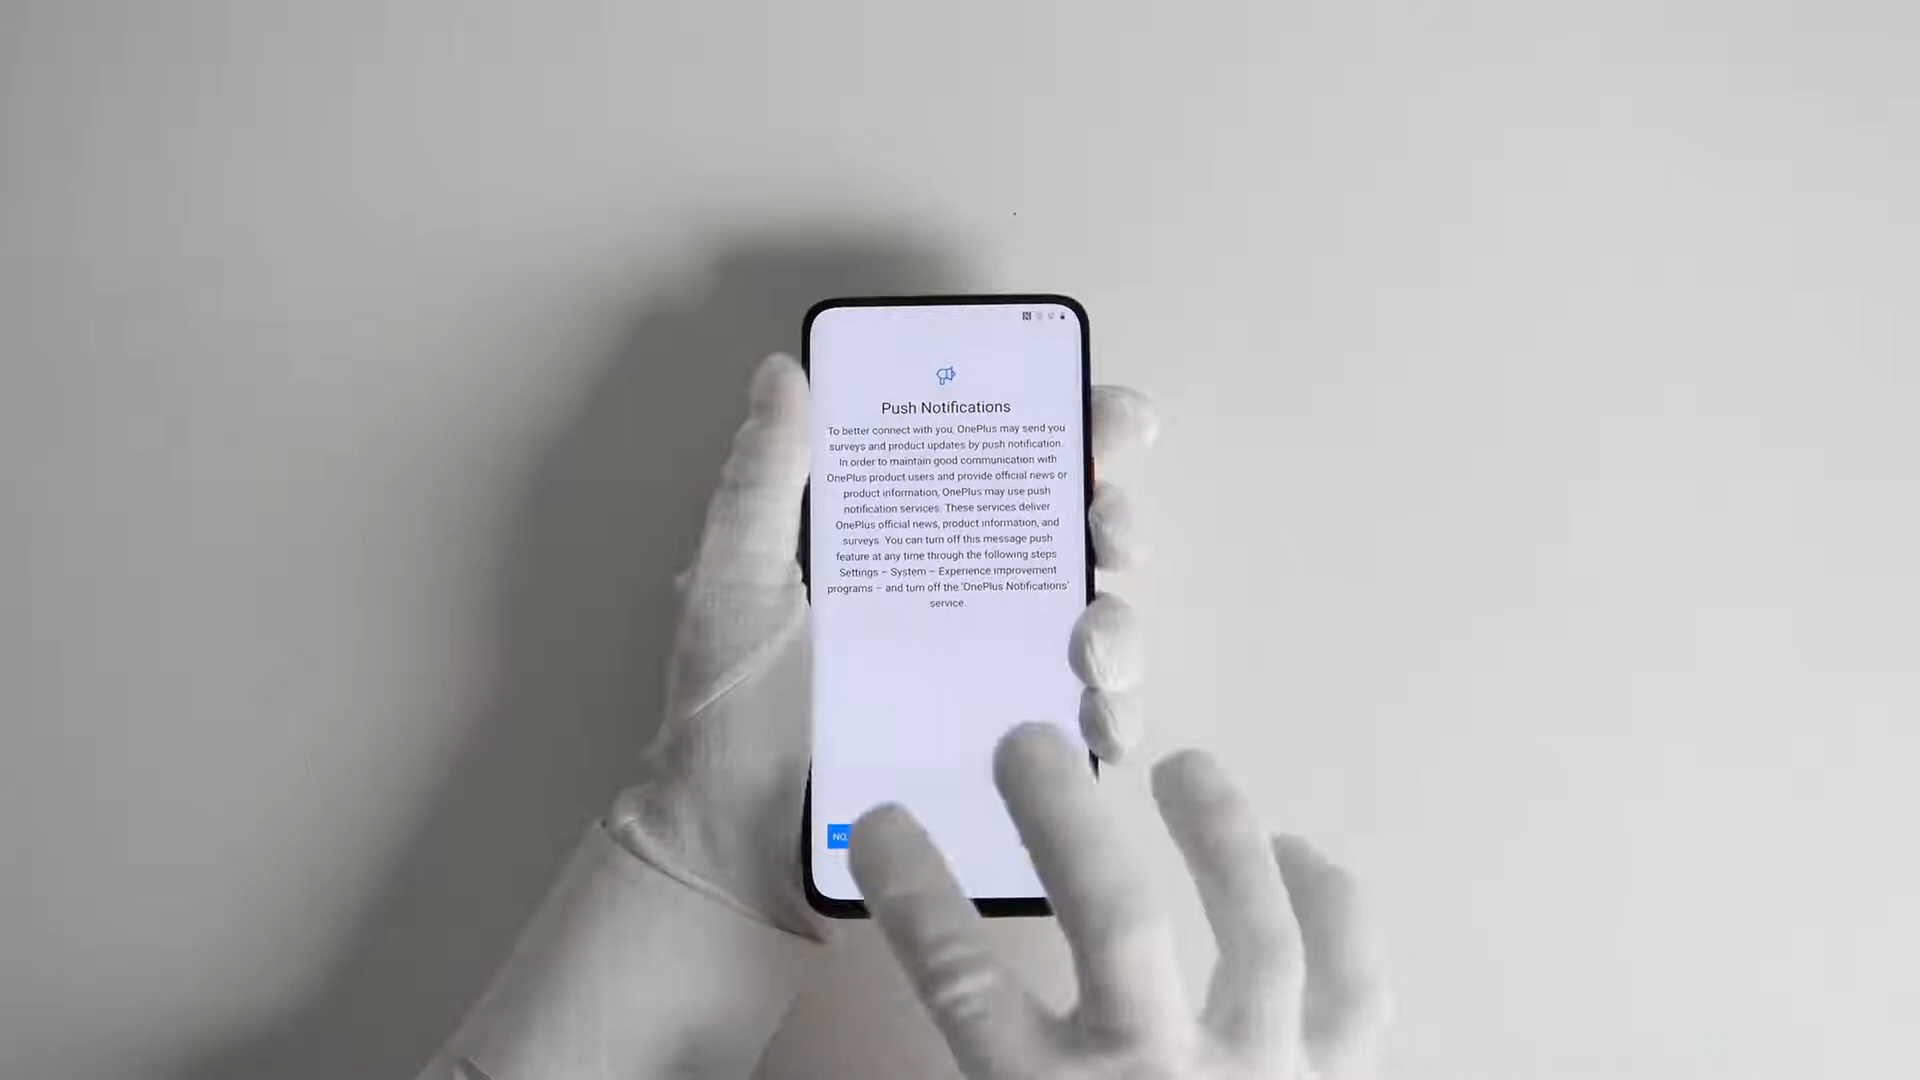 Push Notifications
To better connect with you, OnePlus may send you
surveys and product updates by push notification.
In order to maintain good communication with
OnePlus product users and provide official news or
product information, OnePlus may use push
notification services. These services deliver
OnePlus official news, product information, and
surveys. You can turn off this message push
feature at any time through the following steps
Settings – System – Experience improvement
programs – and turn off the 'OnePlus Notifications'
service.
NO